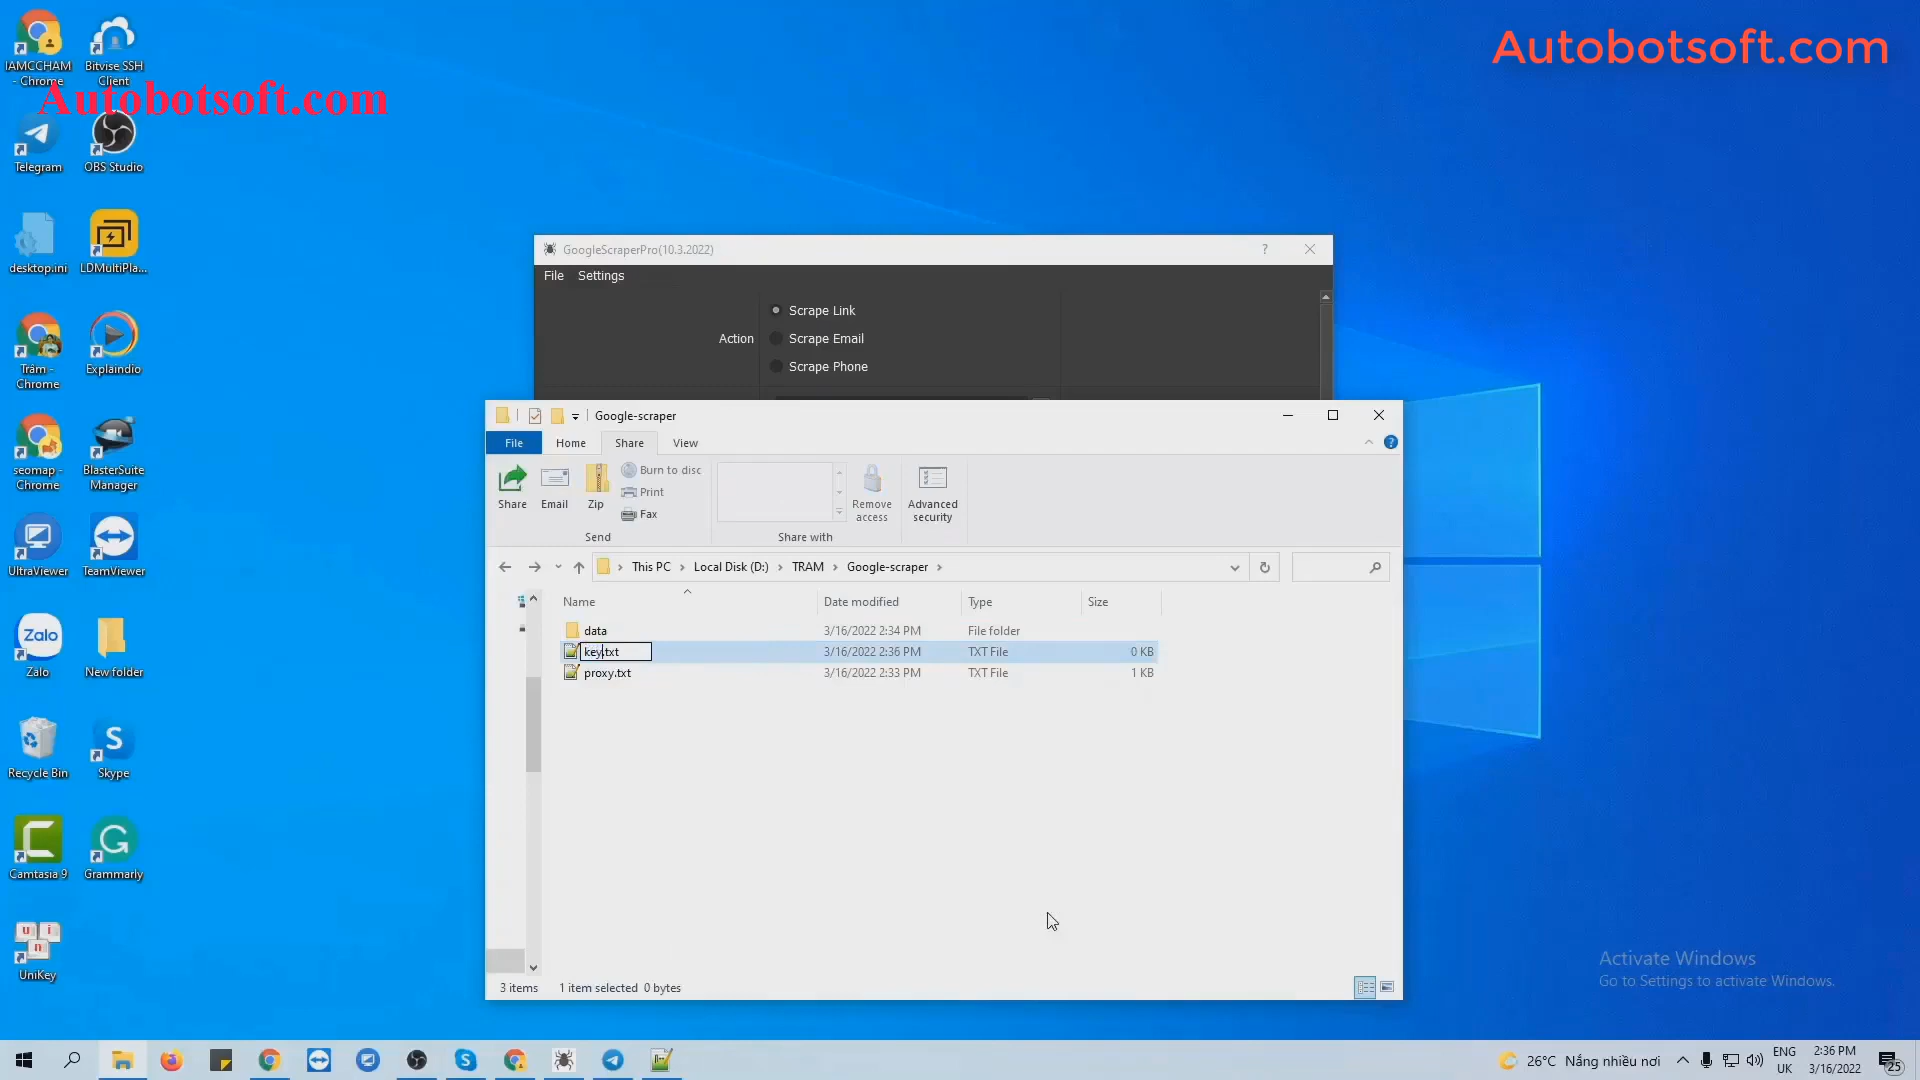 Autobotsoft.com
Autobotsoft.com
IAMCCHAM
- Chrome
Bitvise SSH
Client
Telegram
OBS Studio
desktop.ini
LDMultiPla...
Trâm -
Chrome
Explaindio
seomap -
Chrome
BlasterSuite
Manager
UltraViewer
TeamViewer
Zalo
Zalo
New folder
Recycle Bin
Skype
Camtasia 9
Grammarly
UniKey
GoogleScraperPro(10.3.2022)
?
File Settings
Action
Scrape Link
Scrape Email
Scrape Phone
Google-scraper
File Home Share View
Share
Email
Zip
Burn to disc
Print
Fax
Send
Share with
Remove
access
Advanced
security
This PC Local Disk (D:) TRAM Google-scraper
Name Date modified Type Size
data 3/16/2022 2:34 PM File folder
key.txt 3/16/2022 2:36 PM TXT File 0 KB
proxy.txt 3/16/2022 2:33 PM TXT File 1 KB
3 items 1 item selected 0 bytes
Activate Windows
Go to Settings to activate Windows.
26°C Nắng nhiều nơi
ENG
UK
2:36 PM
3/16/2022
25